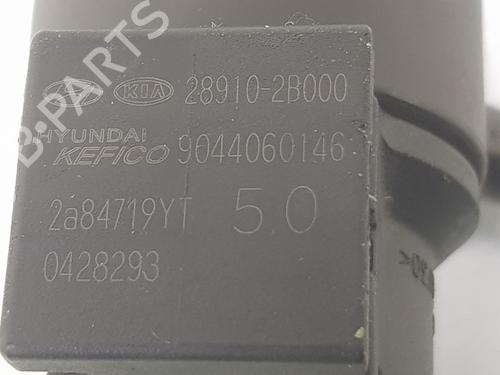 KIA 28910-2B000
HYUNDAI
KEFICO 9044060146
2a84719YT 5.0
0428293
B-PARTS